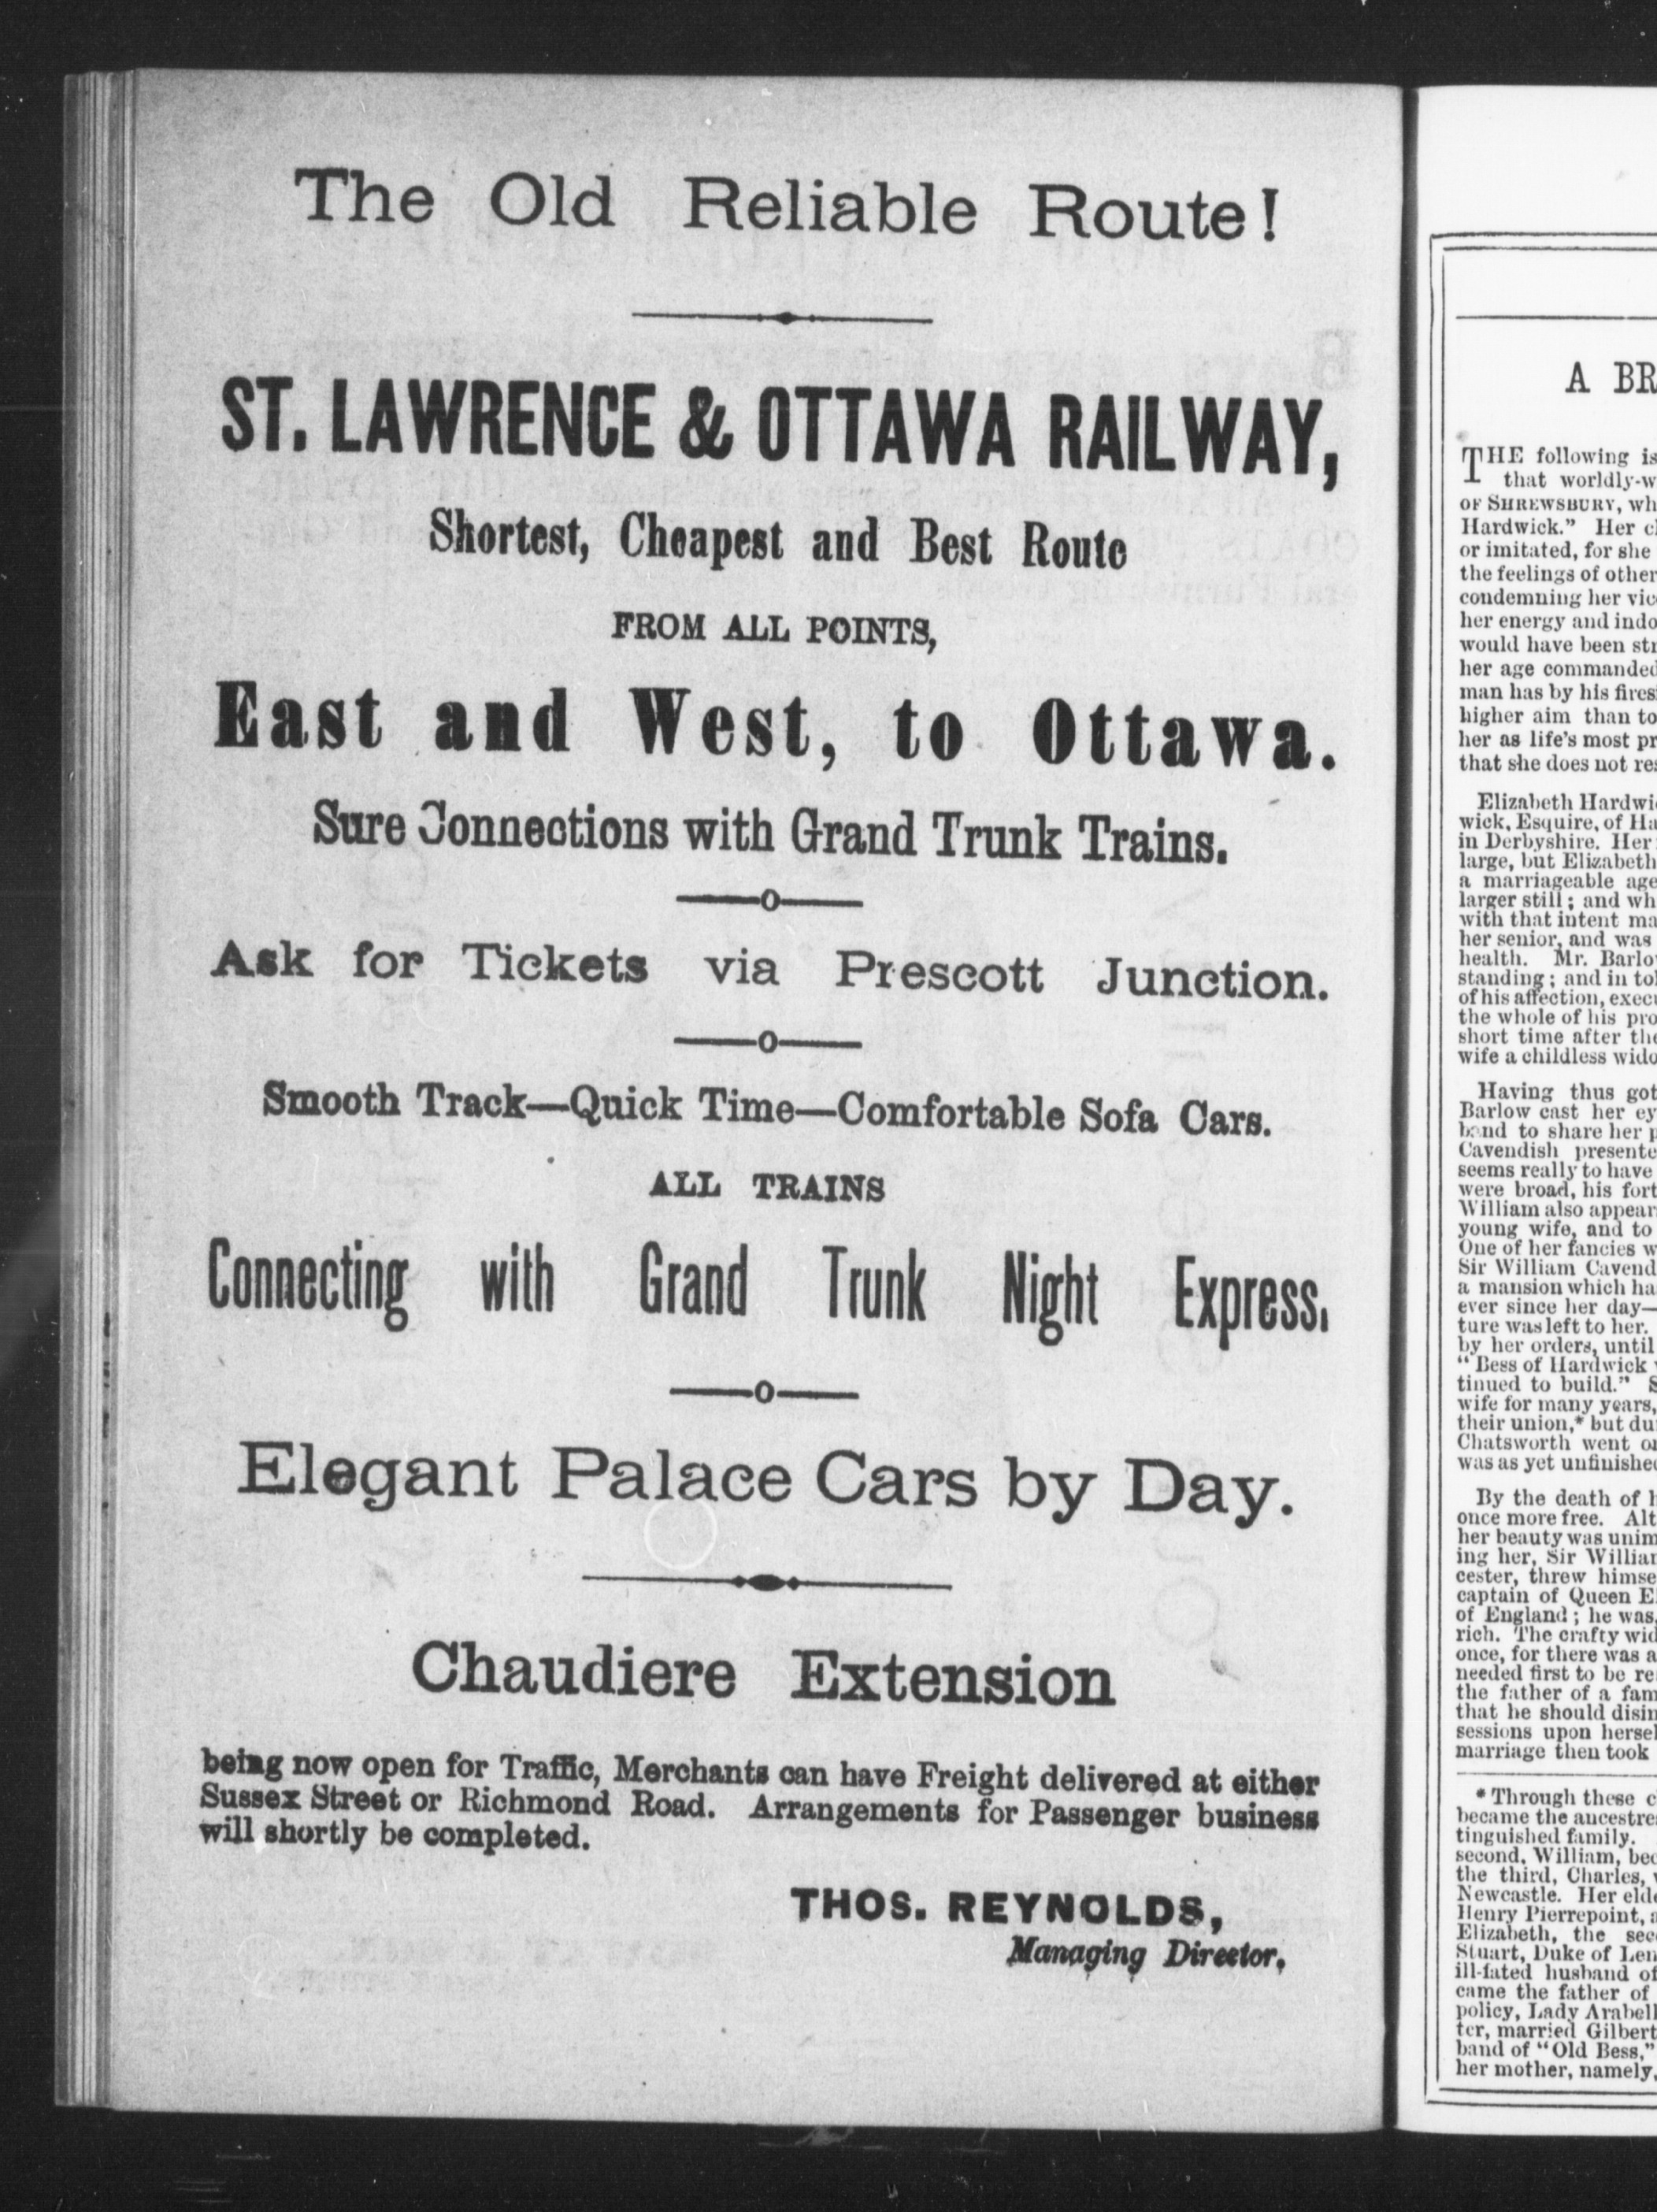 The Old Reliable Route!
ST. LAWRENCE & OTTAWA RAILWAY,
Shortest, Cheapest and Best Route
FROM ALL POINTS,
East and West, to Ottawa.
Sure Connections with Grand Trunk Trains.
Ask for Tickets via Prescott Junction.
Smooth Track—Quick Time—Comfortable Sofa Cars.
ALL TRAINS
Connecting with Grand Trunk Night Express.
Elegant Palace Cars by Day.
Chaudiere Extension
being now open for Traffic, Merchants can have Freight delivered at either
Sussex Street or Richmond Road. Arrangements for Passenger business
will shortly be completed.
THOS. REYNOLDS,
Managing Director.
A BR
THE following is
that worldly-w
OF SHREWSBURY, wh
Hardwick." Her cl
or imitated, for she
the feelings of other
condemning her vice
her energy and indo
would have been str
her age commanded
man has by his firesi
higher aim than to
her as life's most pr
that she does not res
Elizabeth Hardwi
wick, Esquire, of Ha
in Derbyshire. Her
large, but Elizabeth
a marriageable age
larger still; and wh
with that intent ma
her senior, and was
health. Mr. Barlo
standing; and in tol
of his affection, execu
the whole of his pro
short time after the
wife a childless wido
Having thus got
Barlow cast her ey
band to share her p
Cavendish presente
seems really to have
were broad, his fort
William also appear
young wife, and to
One of her fancies w
Sir William Cavend
a mansion which ha
ever since her day—
ture was left to her.
by her orders, until
"Bess of Hardwick
tinued to build." S
wife for many years,
their union,* but du
Chatsworth went o
was as yet unfinished
By the death of h
once more free. Alt
her beauty was unim
ing her, Sir William
cester, threw himse
captain of Queen E
of England; he was,
rich. The crafty wid
once, for there was a
needed first to be re
the father of a fam
that he should disin
sessions upon hersel
marriage then took
* Through these c
became the ancestre
tinguished family.
second, William, bec
the third, Charles,
Newcastle. Her elde
Henry Pierrepoint, a
Elizabeth, the sec
Stuart, Duke of Len
ill-fated husband of
came the father of
policy, Lady Arabell
ter, married Gilbert
band of "Old Bess,"
her mother, namely,